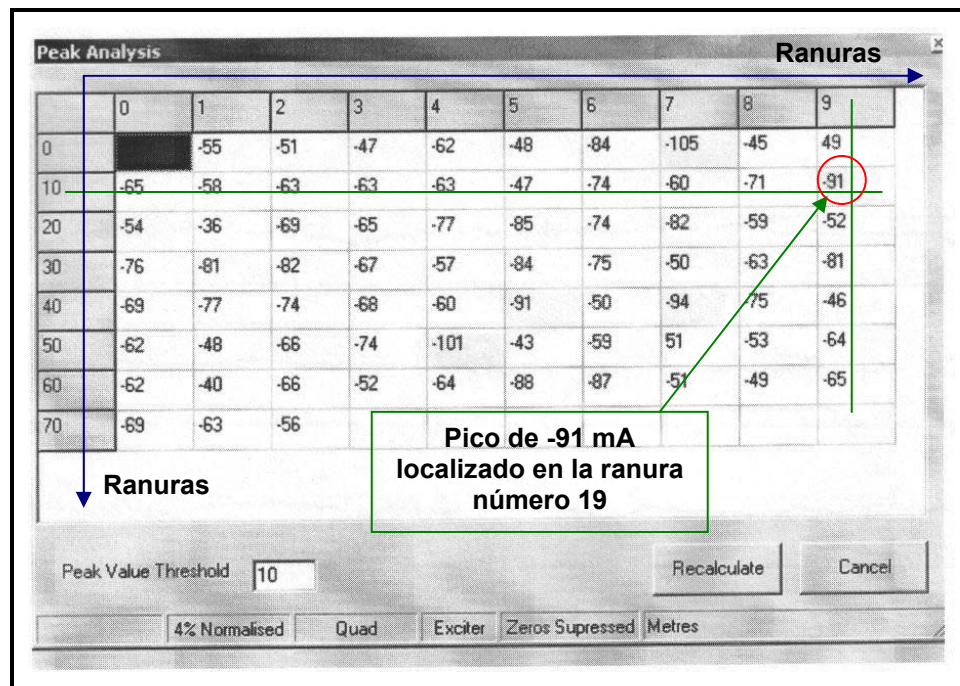 Peak Analysis
Ranuras
0 1 2 3 4 5 6 7 8 9
0 -55 -51 -47 -62 -48 -84 -105 -45 49
10 -65 -58 -63 -63 -63 -47 -74 -60 -71 -91
20 -54 -36 -69 -65 -77 -85 -74 -82 -59 -52
30 -76 -81 -82 -67 -57 -84 -75 -50 -63 -81
40 -69 -77 -74 -68 -60 -91 -50 -94 -75 -46
50 -62 -48 -66 -74 -101 -43 -59 51 -53 -64
60 -62 -40 -66 -52 -64 -88 -87 -51 -49 -65
70 -69 -63 -56
Pico de -91 mA
localizado en la ranura
número 19
Ranuras
Peak Value Threshold 10 Recalculate Cancel
4% Normalised Quad Exciter Zeros Supressed Metres